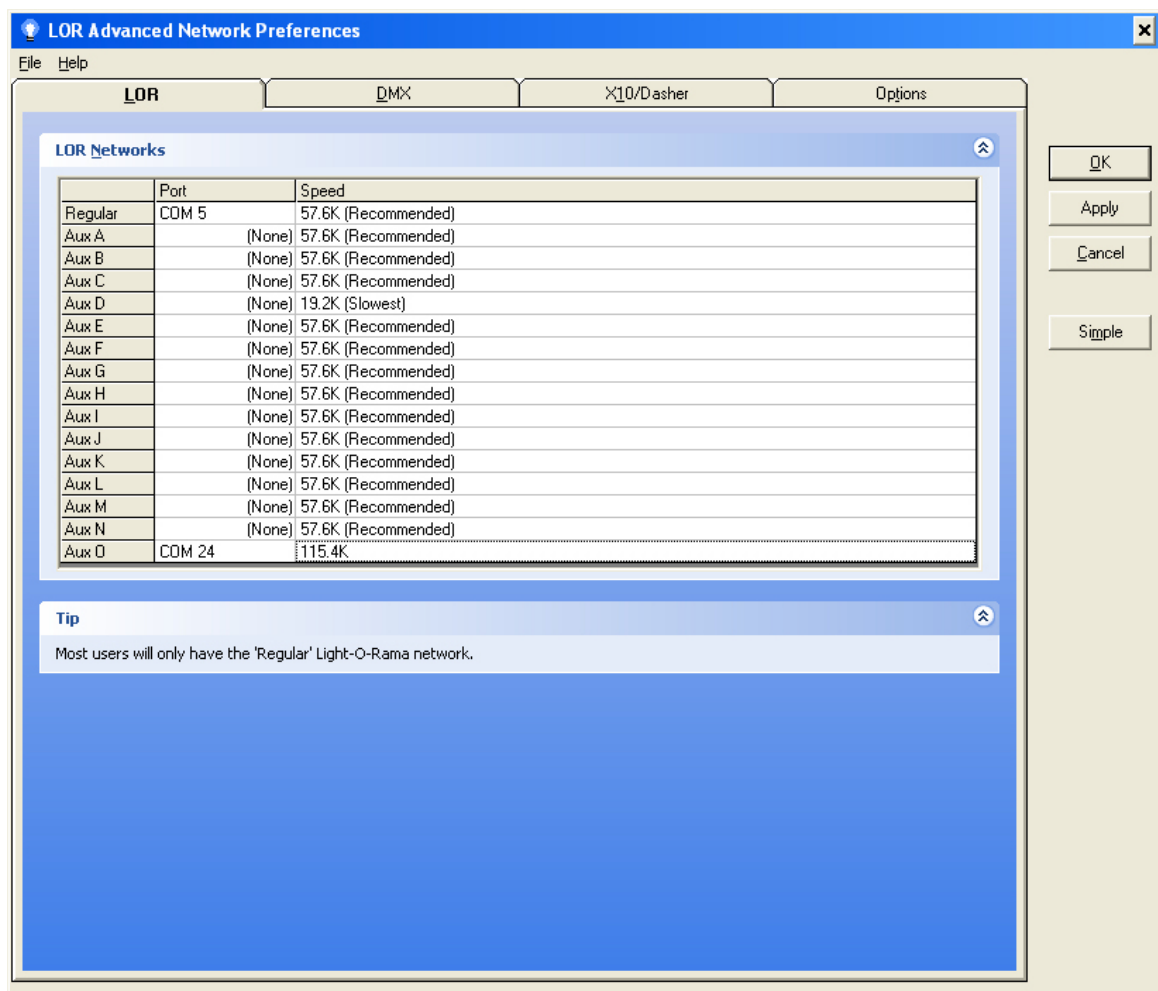 LOR Advanced Network Preferences
File Help
LOR DMX X10/Dasher Options
LOR Networks
Port Speed
Regular COM 5 57.6K (Recommended)
Aux A (None) 57.6K (Recommended)
Aux B (None) 57.6K (Recommended)
Aux C (None) 57.6K (Recommended)
Aux D (None) 19.2K (Slowest)
Aux E (None) 57.6K (Recommended)
Aux F (None) 57.6K (Recommended)
Aux G (None) 57.6K (Recommended)
Aux H (None) 57.6K (Recommended)
Aux I (None) 57.6K (Recommended)
Aux J (None) 57.6K (Recommended)
Aux K (None) 57.6K (Recommended)
Aux L (None) 57.6K (Recommended)
Aux M (None) 57.6K (Recommended)
Aux N (None) 57.6K (Recommended)
Aux O COM 24 115.4K
Tip
Most users will only have the 'Regular' Light-O-Rama network.
OK
Apply
Cancel
Simple